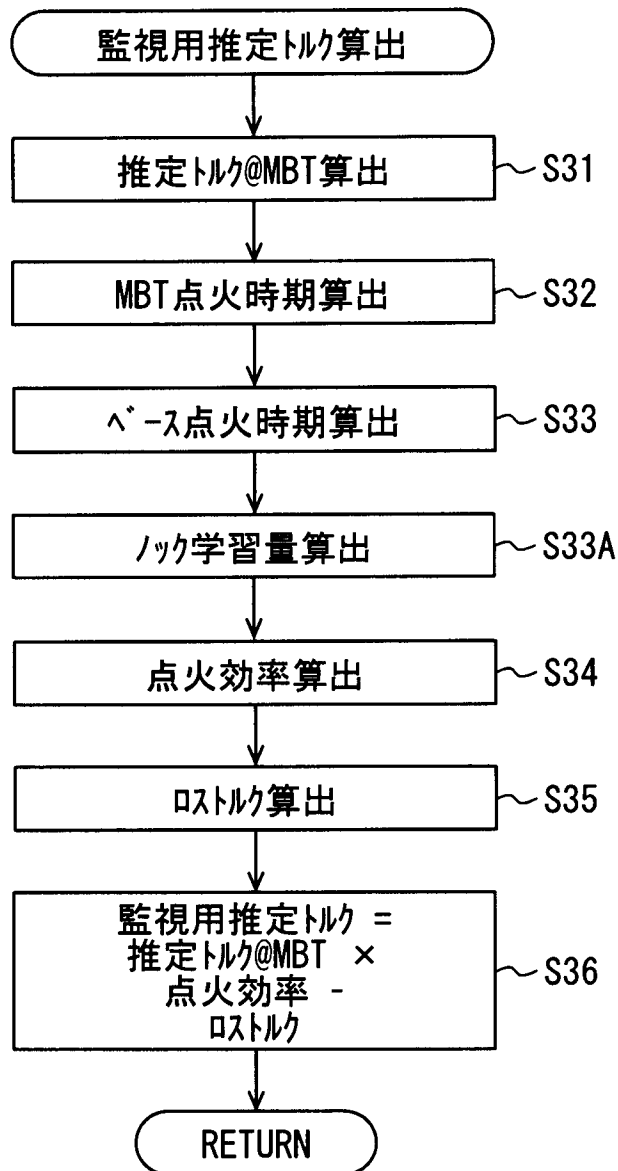 監視用推定ﾄﾙｸ算出
推定ﾄﾙｸ@MBT算出
S31
MBT点火時期算出
S32
ﾍﾞｰｽ点火時期算出
S33
ﾉｯｸ学習量算出
S33A
点火効率算出
S34
ﾛｽﾄﾙｸ算出
S35
監視用推定ﾄﾙｸ =
推定ﾄﾙｸ@MBT ×
点火効率 -
ﾛｽﾄﾙｸ
S36
RETURN